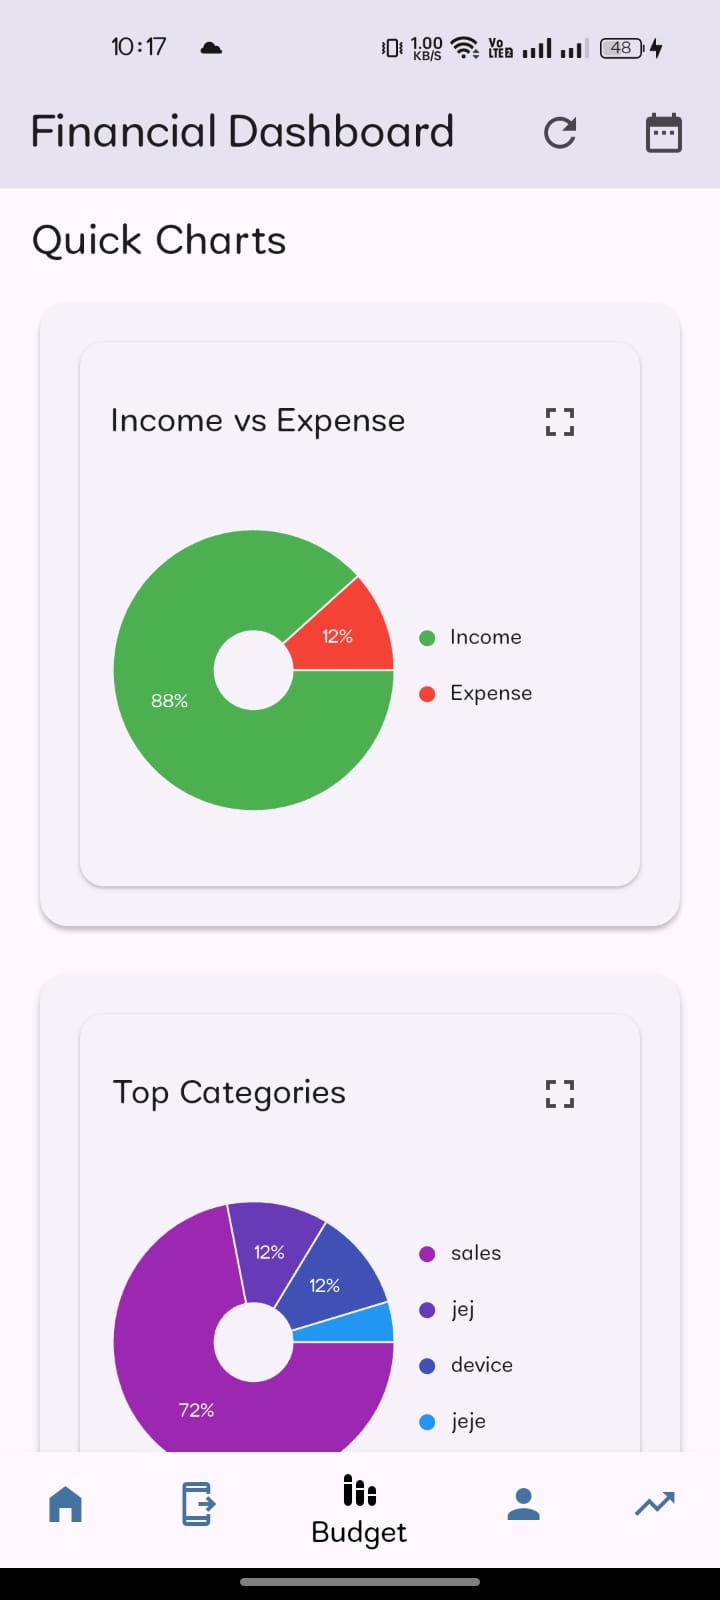 10:17
1.00
KB/S
Vo
LTE2
48
Financial Dashboard
Quick Charts
Income vs Expense
12%
88%
Income
Expense
Top Categories
12%
12%
72%
sales
jej
device
jeje
Budget